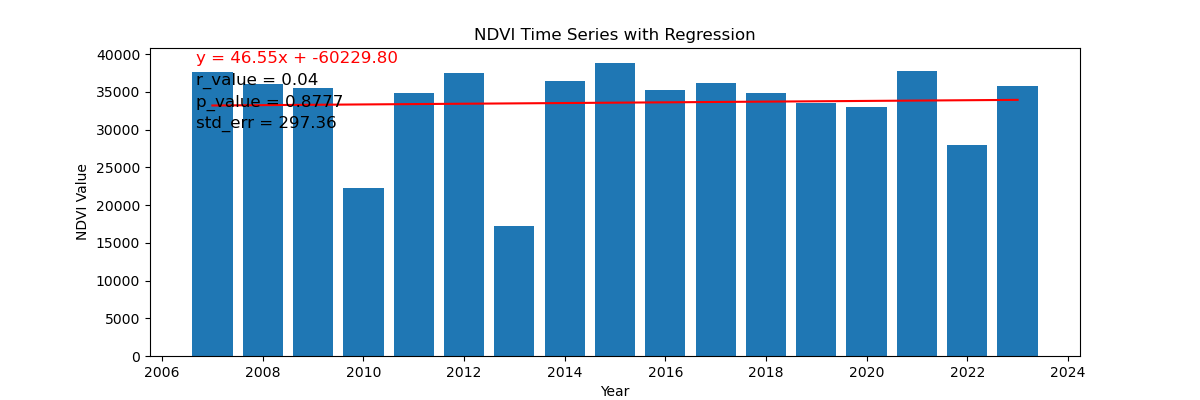 NDVI Time Series with Regression
y = 46.55x + -60229.80
r_value = 0.04
p_value = 0.8777
std_err = 297.36
40000
35000
30000
25000
20000
15000
10000
5000
0
NDVI Value
2006 2008 2010 2012 2014 2016 2018 2020 2022 2024
Year